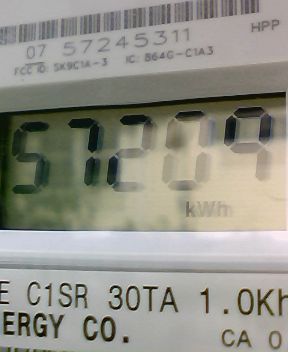 07 57245311
HPP
FCC ID: SK9C1A-3 IC: 864G-C1A3
57209
kWh
E C1SR 30TA 1.0Kh
ERGY CO.
CA 0